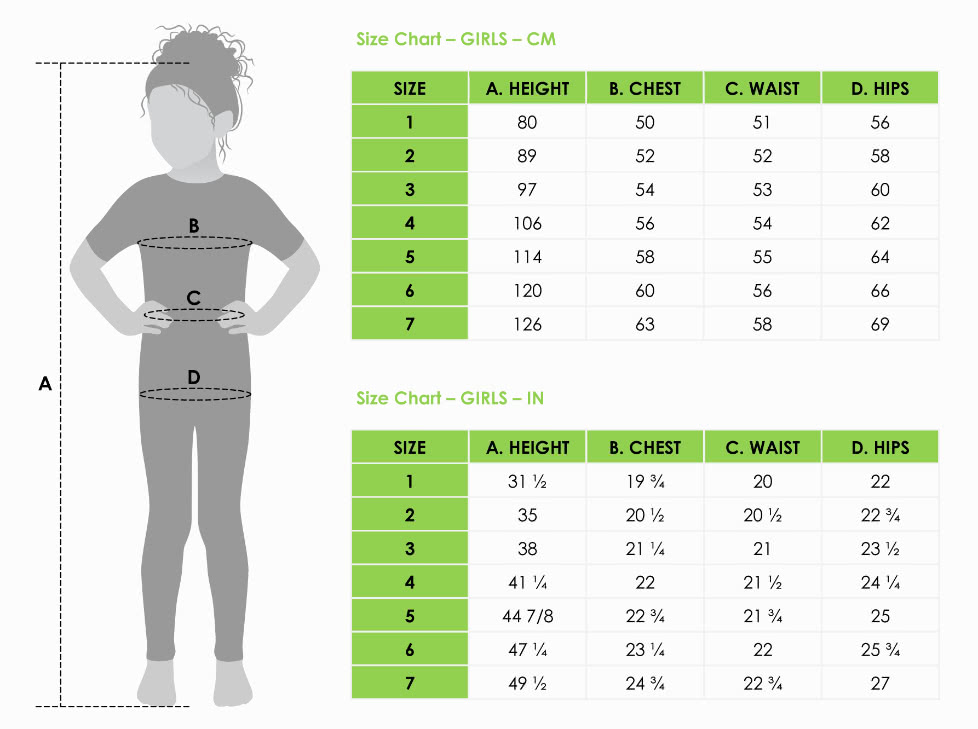 Size Chart – GIRLS – CM
SIZE A. HEIGHT B. CHEST C. WAIST D. HIPS
1 80 50 51 56
2 89 52 52 58
3 97 54 53 60
4 106 56 54 62
5 114 58 55 64
6 120 60 56 66
7 126 63 58 69
B
C
D
A
Size Chart – GIRLS – IN
SIZE A. HEIGHT B. CHEST C. WAIST D. HIPS
1 31 ½ 19 ¾ 20 22
2 35 20 ½ 20 ½ 22 ¾
3 38 21 ¼ 21 23 ½
4 41 ¼ 22 21 ½ 24 ¼
5 44 7/8 22 ¾ 21 ¾ 25
6 47 ¼ 23 ¼ 22 25 ¾
7 49 ½ 24 ¾ 22 ¾ 27